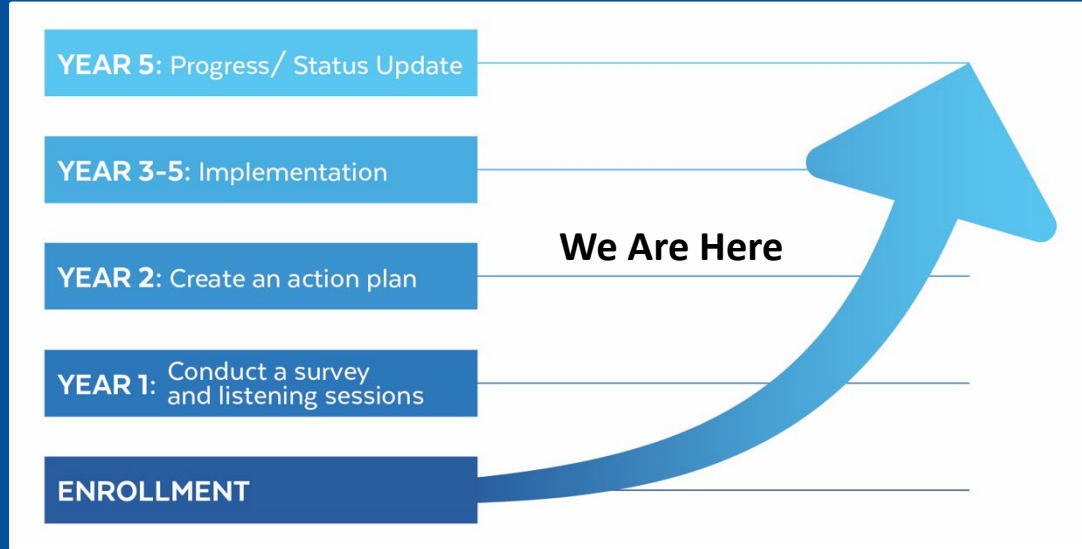 YEAR 5: Progress/ Status Update
YEAR 3-5: Implementation
We Are Here
YEAR 2: Create an action plan
YEAR 1: Conduct a survey
and listening sessions
ENROLLMENT